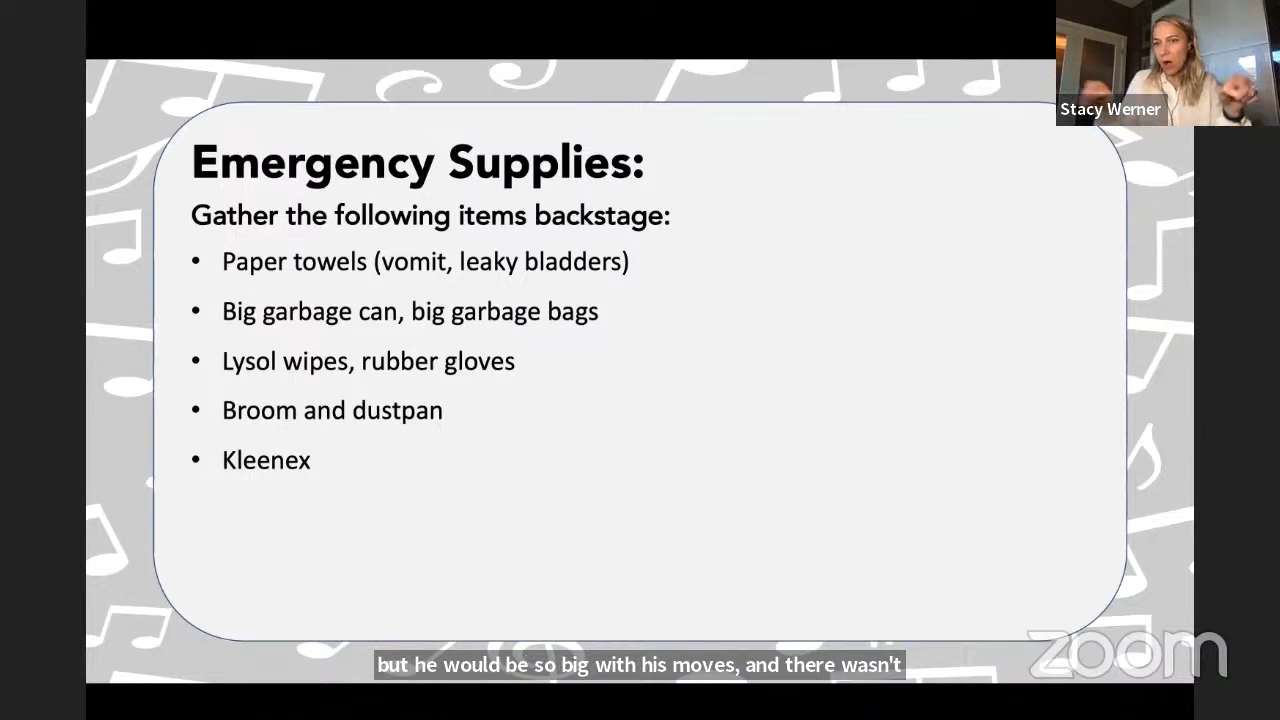 Stacy Werner
Emergency Supplies:
Gather the following items backstage:
• Paper towels (vomit, leaky bladders)
• Big garbage can, big garbage bags
• Lysol wipes, rubber gloves
• Broom and dustpan
• Kleenex
but he would be so big with his moves, and there wasn't
zoom